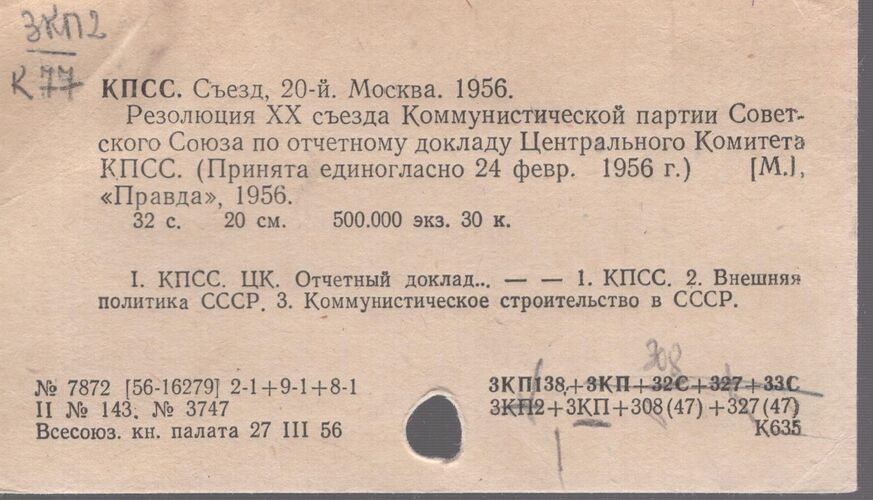 ЗКП2
К77
КПСС. Съезд, 20-й. Москва. 1956.
Резолюция XX съезда Коммунистической партии Совет-
ского Союза по отчетному докладу Центрального Комитета
КПСС. (Принята единогласно 24 февр. 1956 г.) [М.],
«Правда», 1956.
32 с. 20 см. 500.000 экз. 30 к.
I. КПСС. ЦК. Отчетный доклад... — — 1. КПСС. 2. Внешняя
политика СССР. 3. Коммунистическое строительство в СССР.
308
№ 7872 [56-16279] 2-1+9-1+8-1
3КП138,+3КП+32С+327+33С
II № 143. № 3747
3КП2+3КП+308(47)+327(47)
Всесоюз. кн. палата 27 III 56
К635